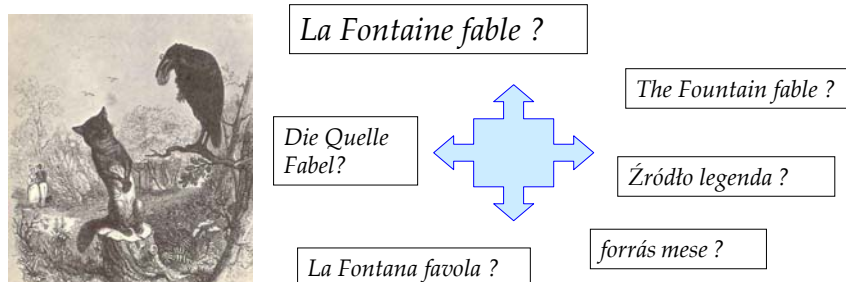 La Fontaine fable ?
The Fountain fable ?
Die Quelle
Fabel?
Źródło legenda ?
forrás mese ?
La Fontana favola ?